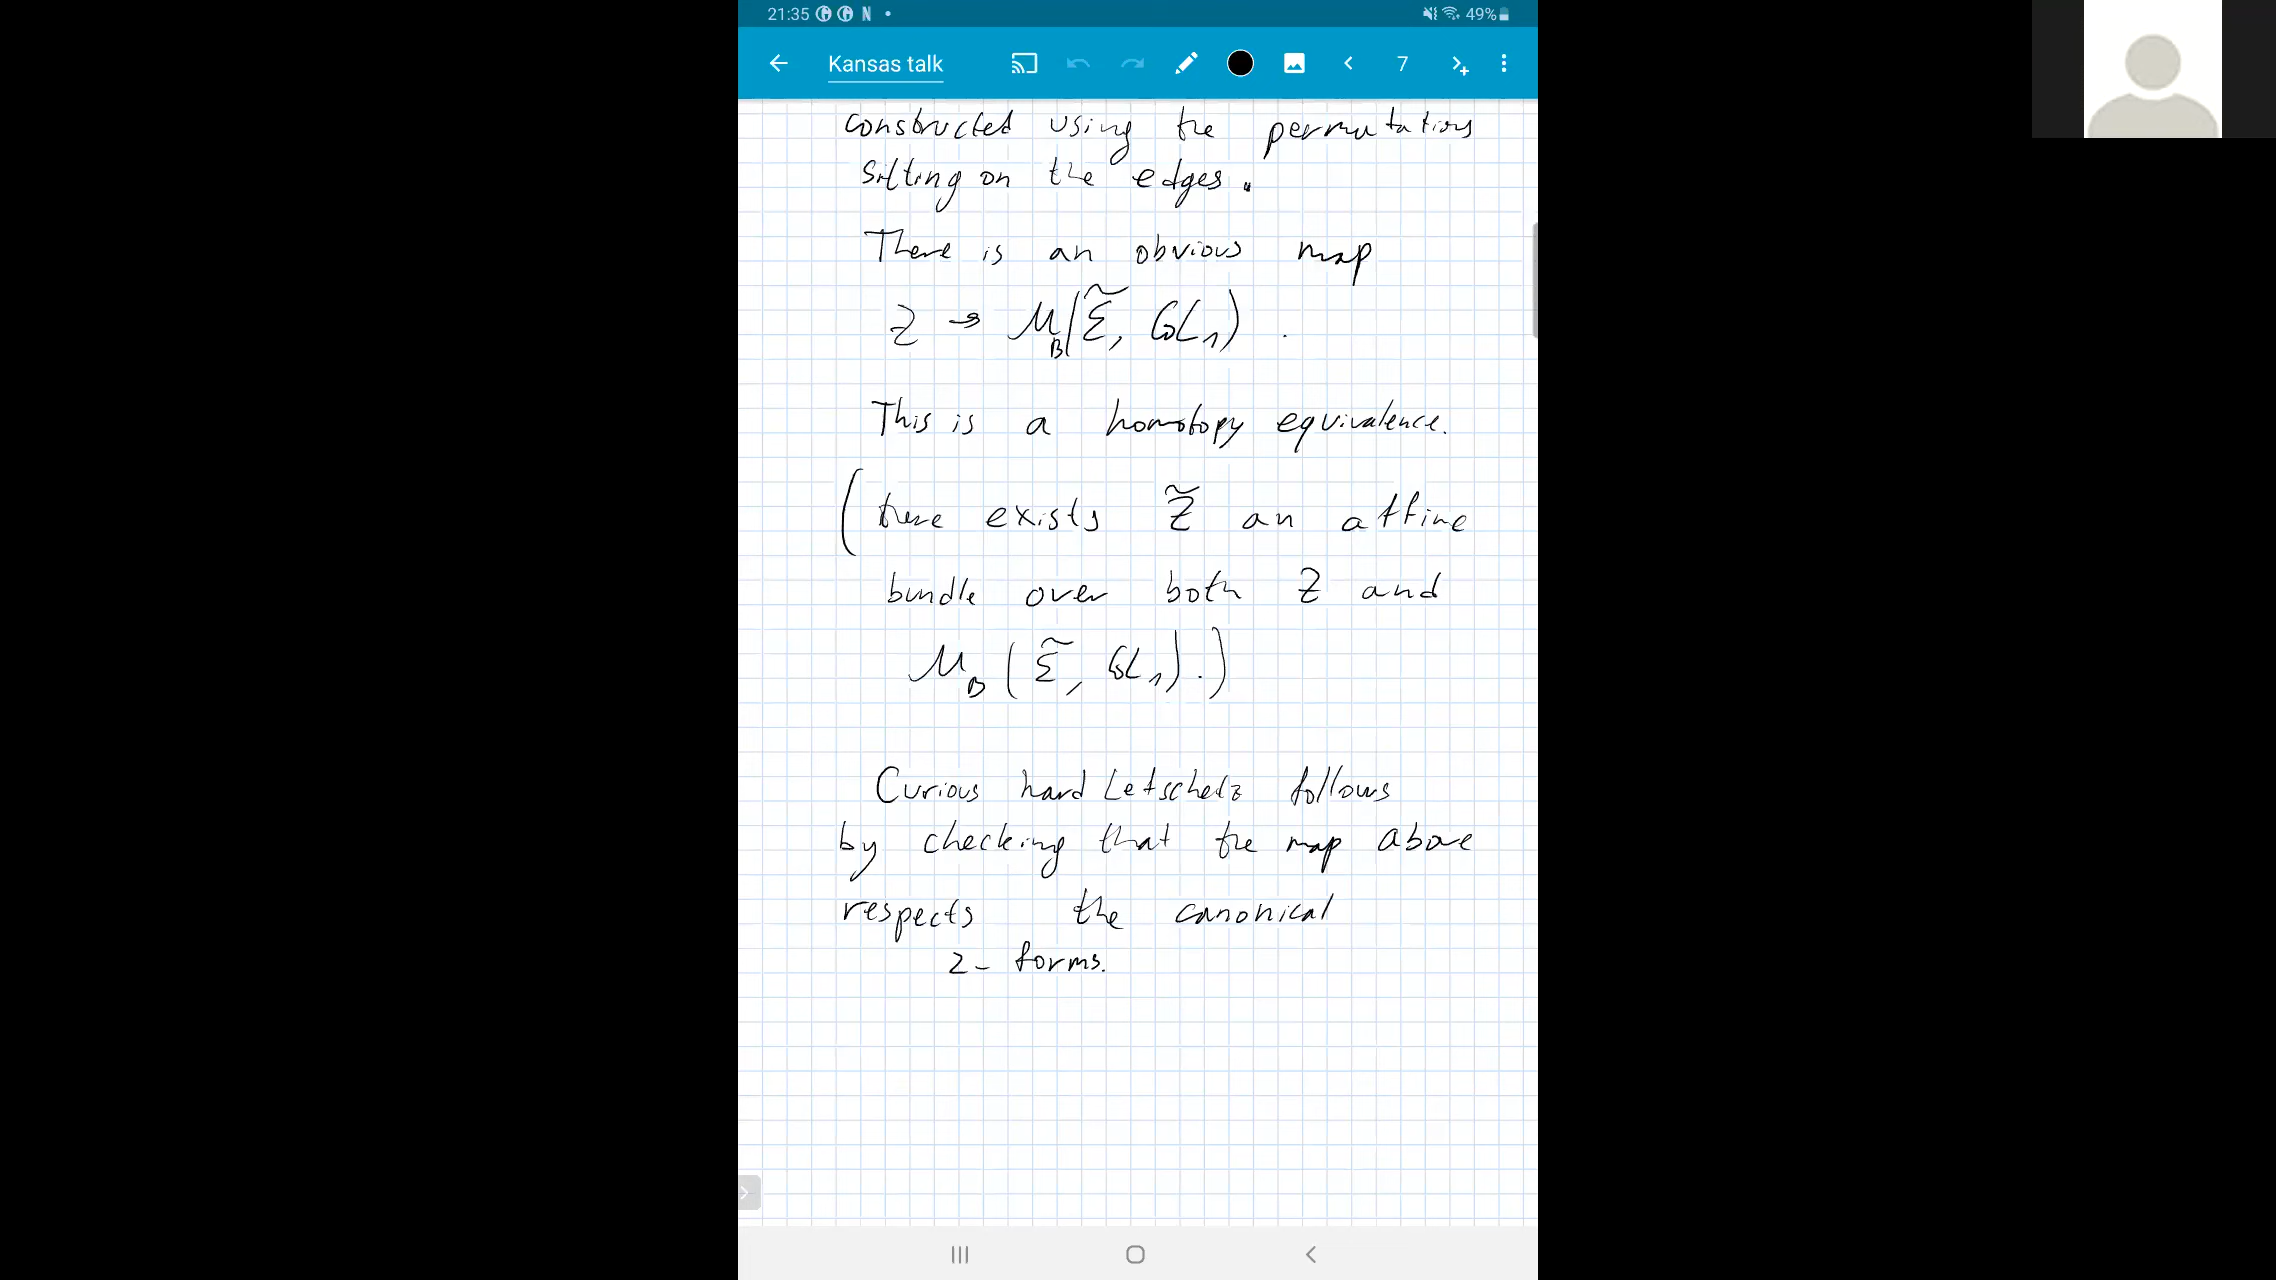 21:35 N • 49%
Kansas talk 7
constructed using the permutations
sitting on the edges.
There is an obvious map
Z → M_B(Σ̃, GL_1).
This is a homotopy equivalence.
(there exists Z̃ an affine
bundle over both Z and
M_B(Σ̃, GL_1).)
Curious hard Lefschetz follows
by checking that the map above
respects the canonical
2-forms.